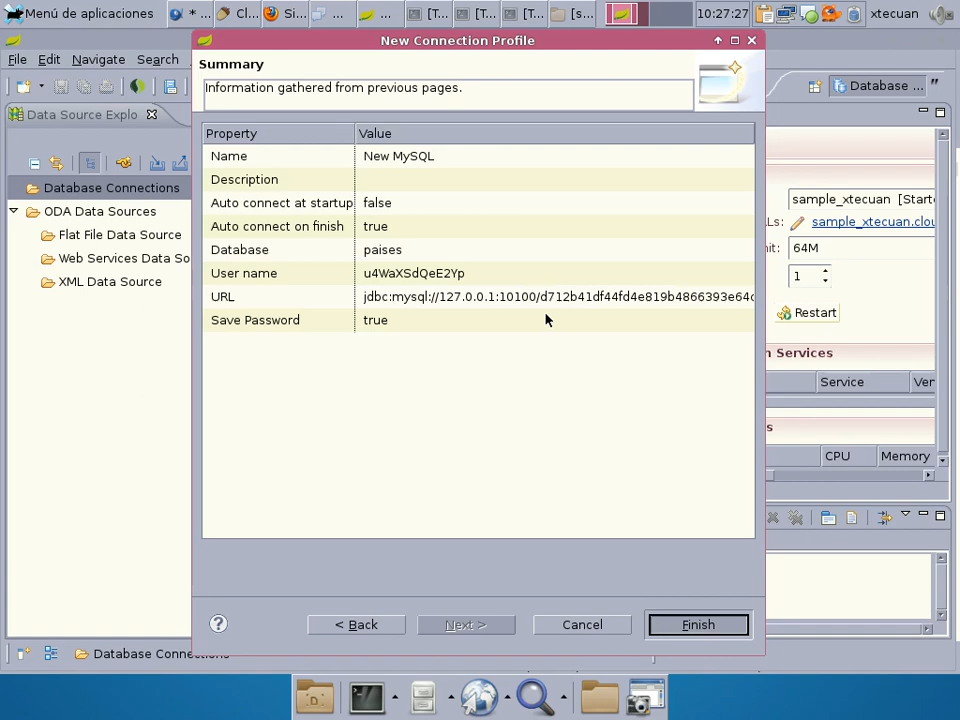 Menú de aplicaciones
*
Cl...
Si...
...
...
[T...
[T...
[T...
[s...
10:27:27
xtecuan
New Connection Profile
File Edit Navigate Search
Database ... ”
Data Source Explo
Database Connections
ODA Data Sources
Flat File Data Source
Web Services Data So
XML Data Source
Summary
Information gathered from previous pages.
Property Value
Name New MySQL
Description
Auto connect at startup false
Auto connect on finish true
Database paises
User name u4WaXSdQeE2Yp
URL jdbc:mysql://127.0.0.1:10100/d712b41df44fd4e819b4866393e64c
Save Password true
? < Back Next > Cancel Finish
sample_xtecuan [Starte
Ls: sample_xtecuan.clou
nit: 64M
1
Restart
n Services
Service Ver
s
CPU Memory
Database Connections